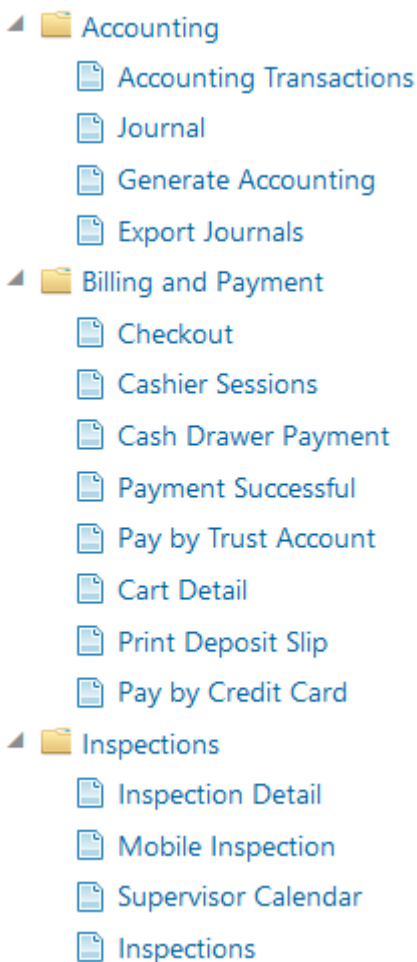 Accounting
Accounting Transactions
Journal
Generate Accounting
Export Journals
Billing and Payment
Checkout
Cashier Sessions
Cash Drawer Payment
Payment Successful
Pay by Trust Account
Cart Detail
Print Deposit Slip
Pay by Credit Card
Inspections
Inspection Detail
Mobile Inspection
Supervisor Calendar
Inspections